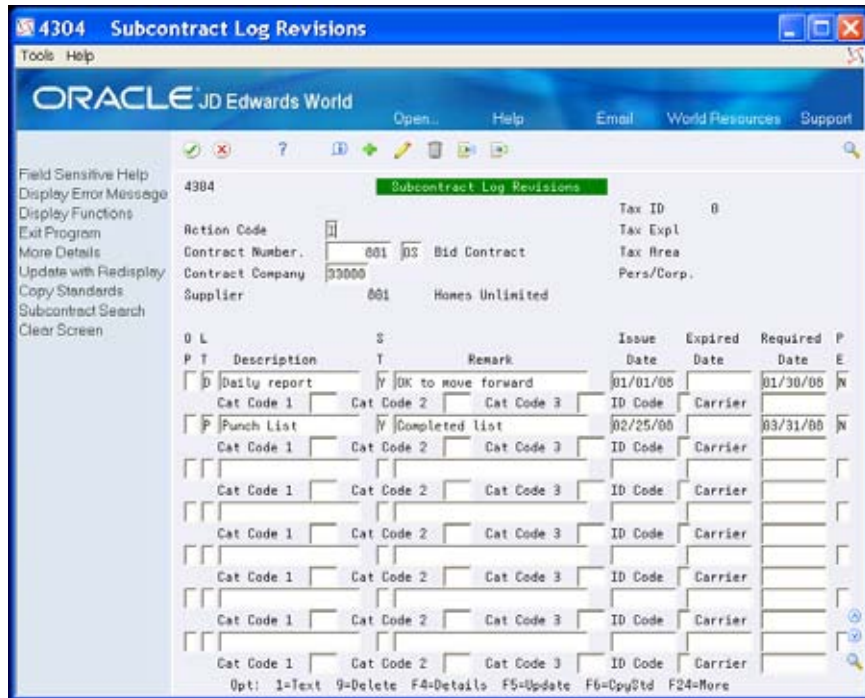 4304 Subcontract Log Revisions
Tools Help
ORACLE JD Edwards World
Open... Help Email World Resources Support
Field Sensitive Help
Display Error Message
Display Functions
Exit Program
More Details
Update with Redisplay
Copy Standards
Subcontract Search
Clear Screen
4304 Subcontract Log Revisions
Tax ID 0
Action Code I Tax Expl
Contract Number. 001 OS Bid Contract Tax Area
Contract Company 33000 Pers/Corp.
Supplier 001 Homes Unlimited
O L S Issue Expired Required P
P T Description T Remark Date Date Date E
D Daily report Y OK to move forward 01/01/08 01/30/08 N
Cat Code 1 Cat Code 2 Cat Code 3 ID Code Carrier
P Punch List Y Completed list 02/25/08 03/31/08 N
Cat Code 1 Cat Code 2 Cat Code 3 ID Code Carrier
Cat Code 1 Cat Code 2 Cat Code 3 ID Code Carrier
Cat Code 1 Cat Code 2 Cat Code 3 ID Code Carrier
Cat Code 1 Cat Code 2 Cat Code 3 ID Code Carrier
Cat Code 1 Cat Code 2 Cat Code 3 ID Code Carrier
Cat Code 1 Cat Code 2 Cat Code 3 ID Code Carrier
Opt: 1=Text 9=Delete F4=Details F5=Update F6=CpyStd F24=More